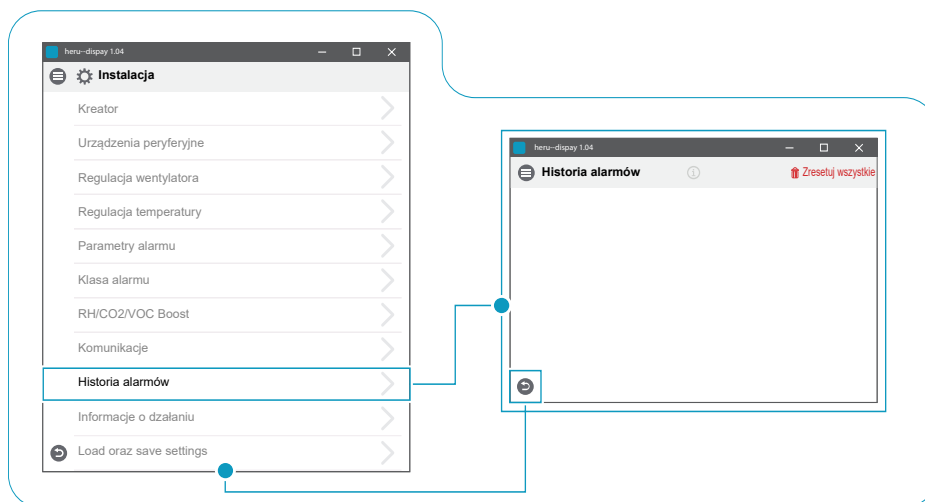 heru--dispay 1.04
Instalacja
Kreator
Urządzenia peryferyjne
Regulacja wentylatora
Regulacja temperatury
Parametry alarmu
Klasa alarmu
RH/CO2/VOC Boost
Komunikacje
Historia alarmów
Informacje o dzałaniu
Load oraz save settings
heru--dispay 1.04
Historia alarmów
Zresetuj wszystkie